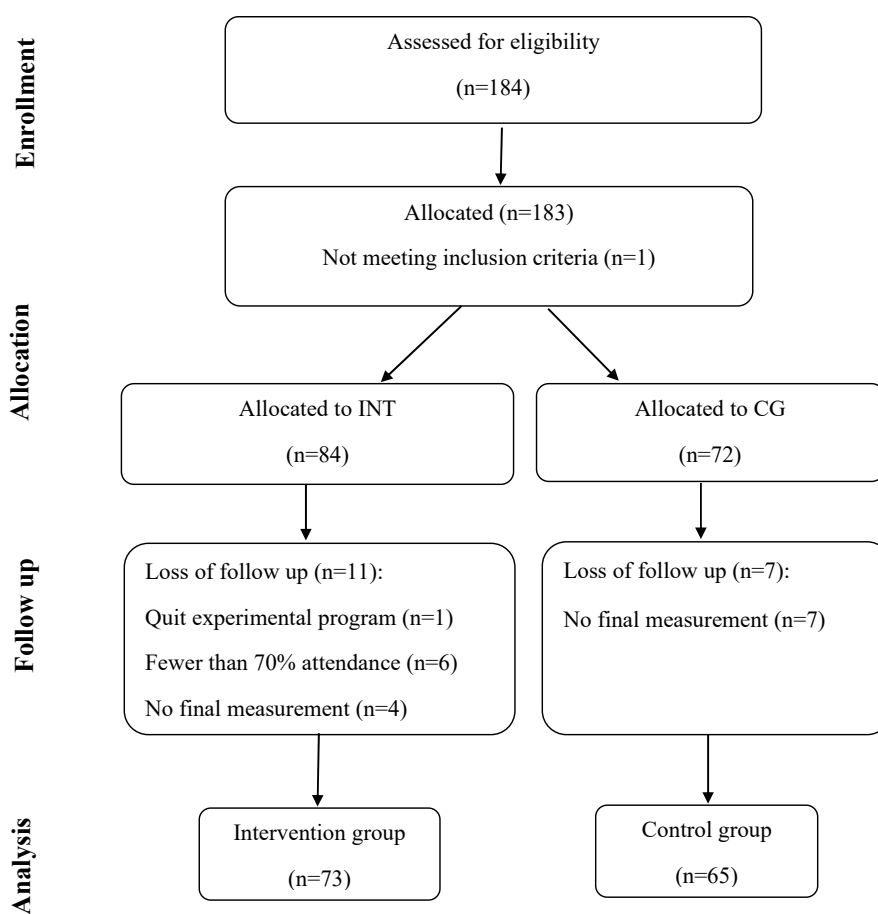 Enrollment
Assessed for eligibility
(n=184)
Allocated (n=183)
Not meeting inclusion criteria (n=1)
Allocation
Allocated to INT
(n=84)
Allocated to CG
(n=72)
Follow up
Loss of follow up (n=11):
Quit experimental program (n=1)
Fewer than 70% attendance (n=6)
No final measurement (n=4)
Loss of follow up (n=7):
No final measurement (n=7)
Analysis
Intervention group
(n=73)
Control group
(n=65)